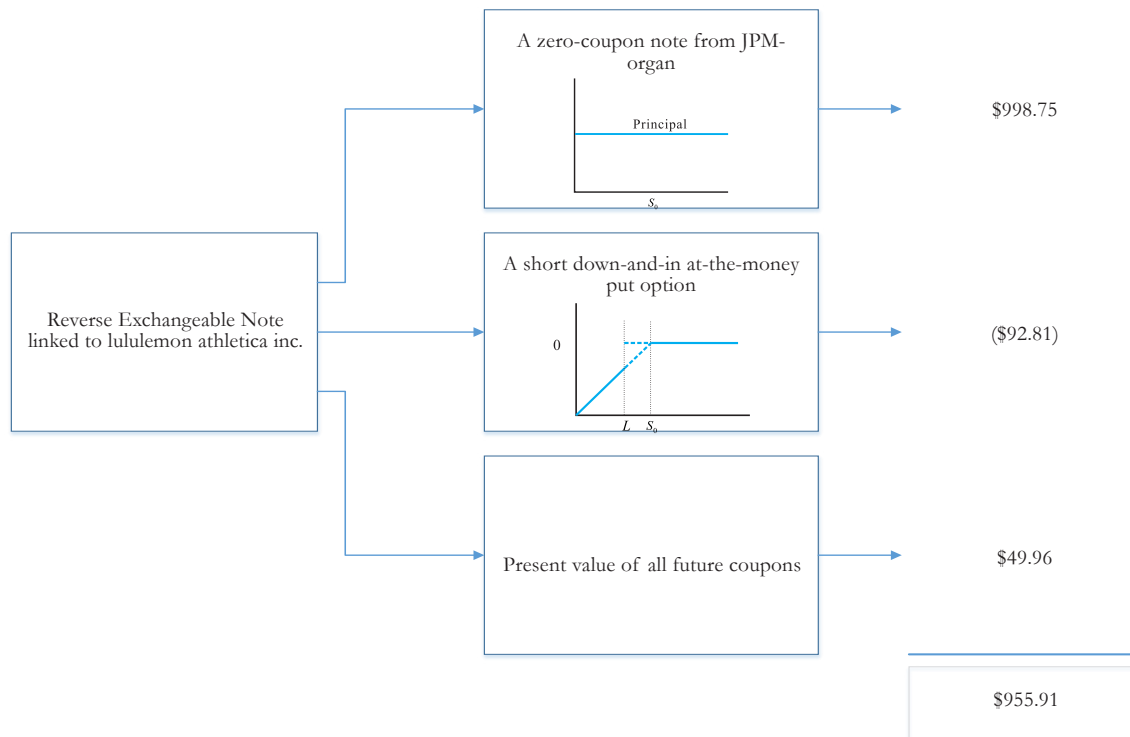 A zero-coupon note from JPM-
organ
Principal
S₀
$998.75
Reverse Exchangeable Note
linked to lululemon athletica inc.
A short down-and-in at-the-money
put option
0
L S₀
($92.81)
Present value of all future coupons
$49.96
$955.91